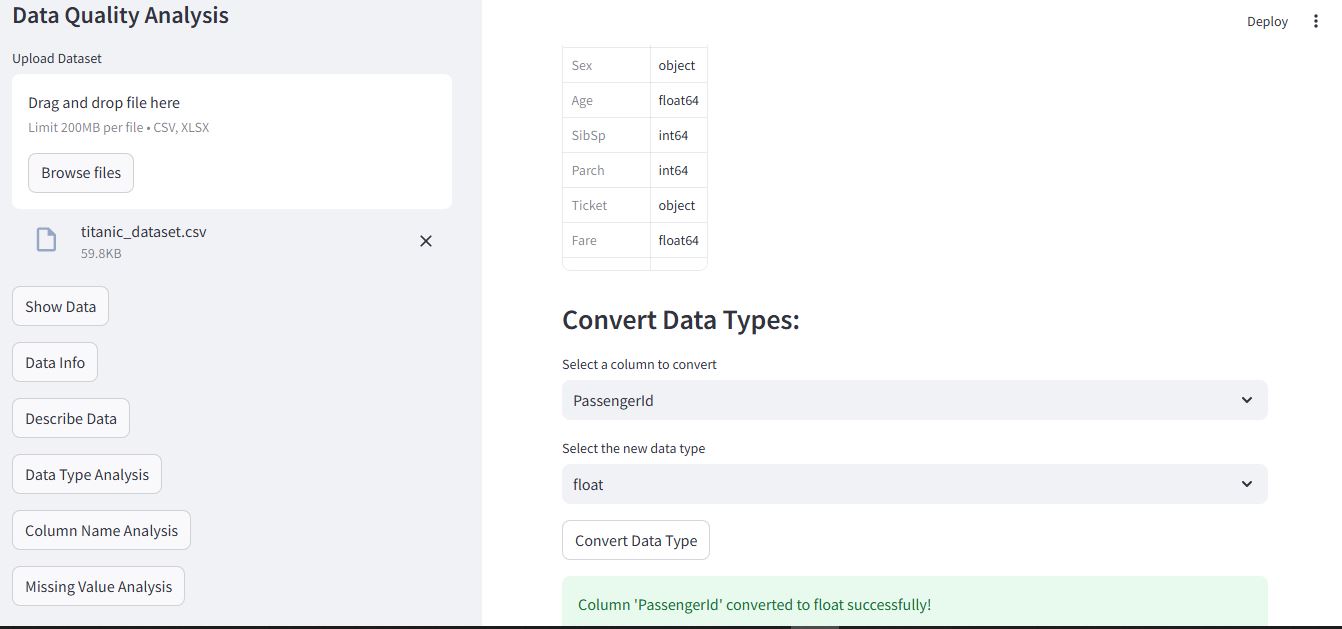 Data Quality Analysis
Upload Dataset
Drag and drop file here
Limit 200MB per file • CSV, XLSX
Browse files
titanic_dataset.csv
59.8KB
Show Data
Data Info
Describe Data
Data Type Analysis
Column Name Analysis
Missing Value Analysis
Deploy
Sex object
Age float64
SibSp int64
Parch int64
Ticket object
Fare float64
Convert Data Types:
Select a column to convert
PassengerId
Select the new data type
float
Convert Data Type
Column 'PassengerId' converted to float successfully!